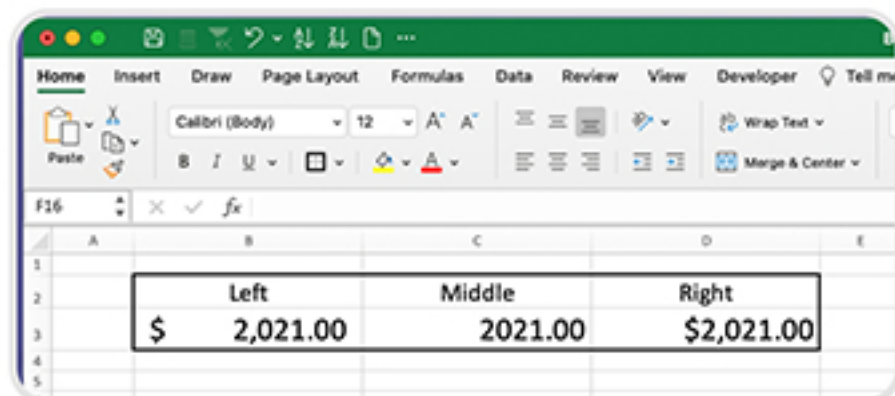 Home Insert Draw Page Layout Formulas Data Review View Developer Tell me
Calibri (Body) 12 A A Wrap Text
Paste B I U A Merge & Center
F16 fx
A B C D E
1
2 Left Middle Right
3 $ 2,021.00 2021.00 $2,021.00
4
5